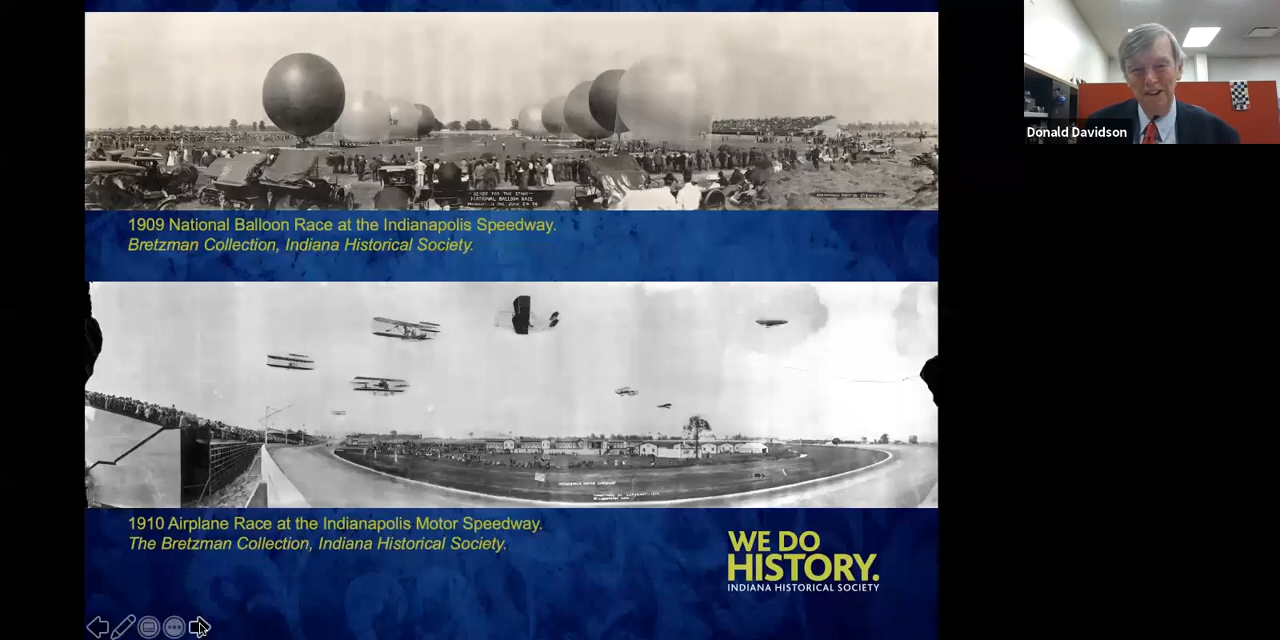 READY FOR THE START
NATIONAL BALLOON RACE
Donald Davidson
1909 National Balloon Race at the Indianapolis Speedway.
Bretzman Collection, Indiana Historical Society.
1910 Airplane Race at the Indianapolis Motor Speedway.
The Bretzman Collection, Indiana Historical Society.
WE DO
HISTORY.
INDIANA HISTORICAL SOCIETY